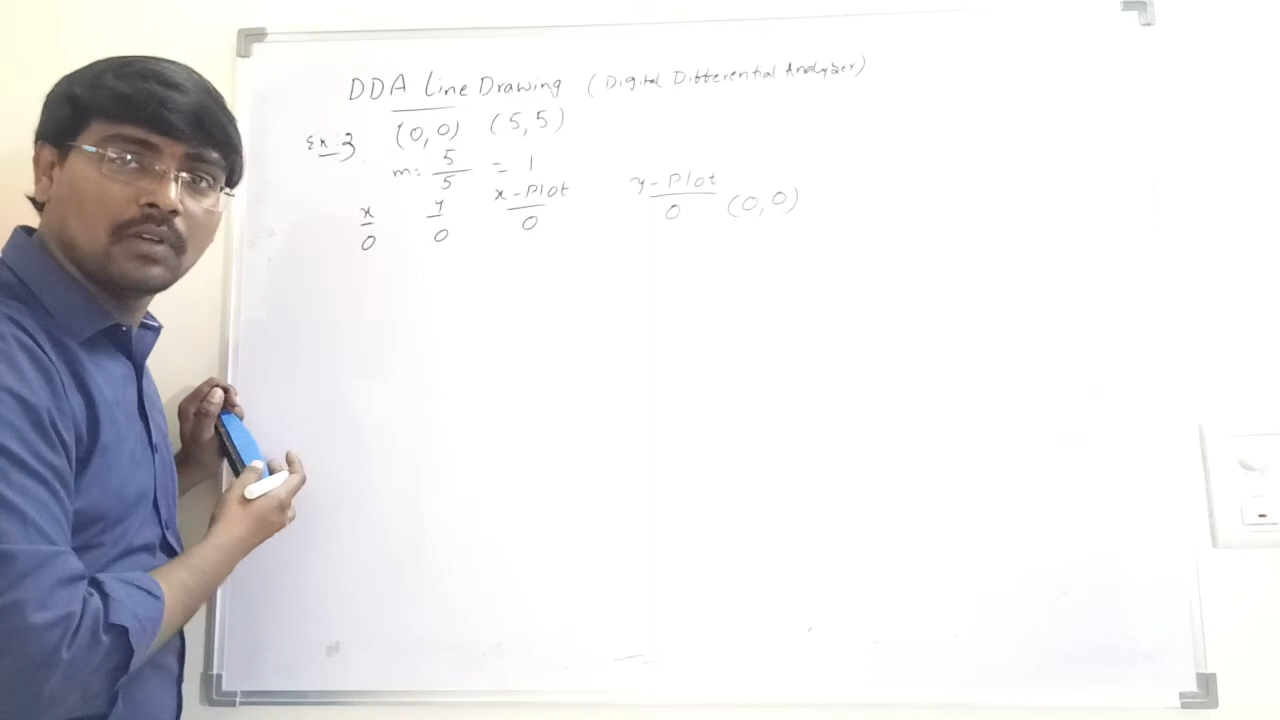 DDA Line Drawing (Digital Differential Analyzer)
Ex:3 (0,0) (5,5)
m: 5/5 = 1
x y x-Plot y-Plot
0 0 0 0 (0,0)